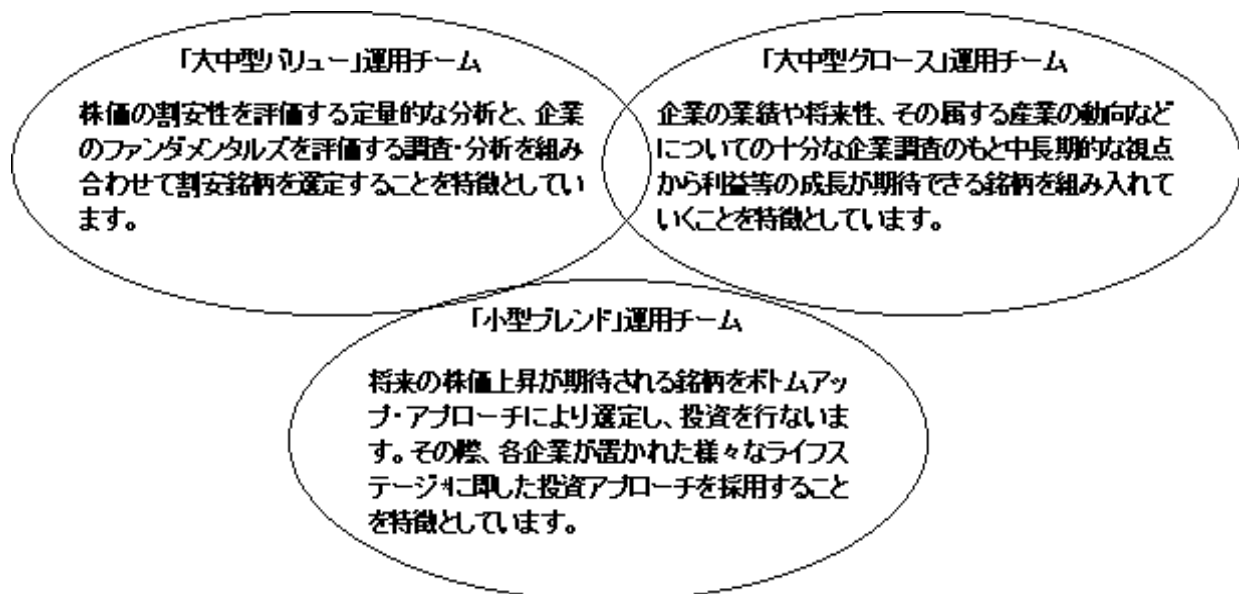 「大中型バリュー」運用チーム
株価の割安性を評価する定量的な分析と、企業
のファンダメンタルズを評価する調査・分析を組み
合わせて割安銘柄を選定することを特徴としてい
ます。
「大中型グロース」運用チーム
企業の業績や将来性、その属する産業の動向など
についての十分な企業調査のもと中長期的な視点
から利益等の成長が期待できる銘柄を組み入れて
いくことを特徴としています。
「小型ブレンド」運用チーム
将来の株価上昇が期待される銘柄をボトムアッ
プ・アプローチにより選定し、投資を行ないま
す。その際、各企業が置かれた様々なライフス
テージ*に即した投資アプローチを採用すること
を特徴としています。